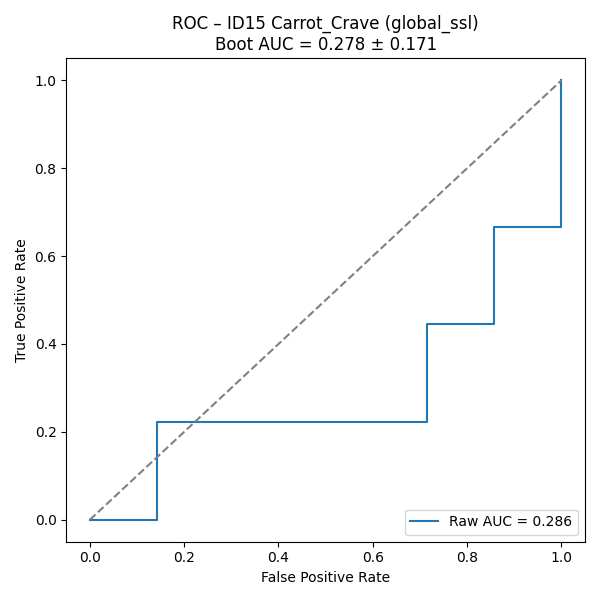 ROC – ID15 Carrot_Crave (global_ssl)
Boot AUC = 0.278 ± 0.171
True Positive Rate
1.0
0.8
0.6
0.4
0.2
0.0
Raw AUC = 0.286
0.0 0.2 0.4 0.6 0.8 1.0
False Positive Rate